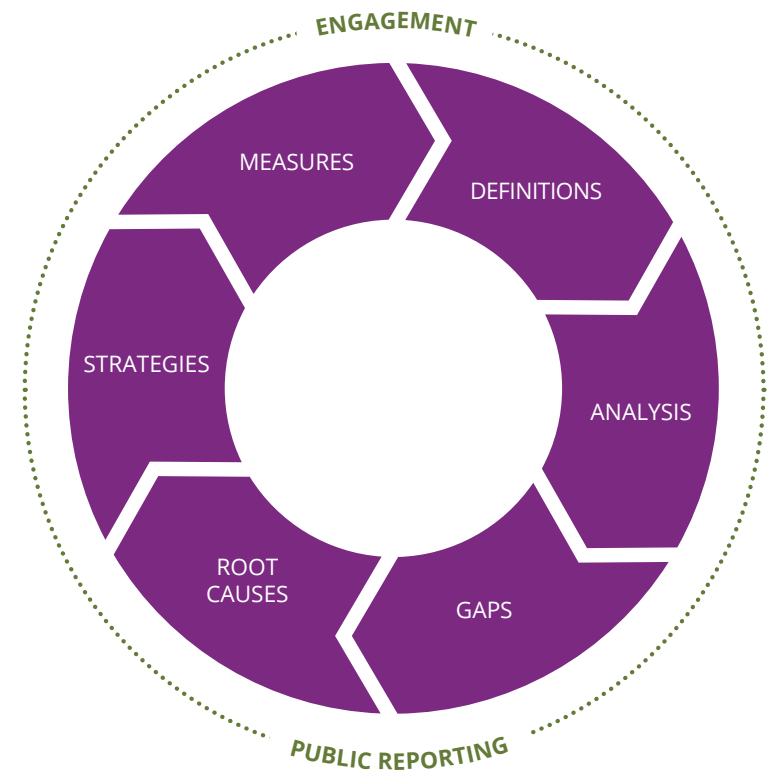 ENGAGEMENT
MEASURES
DEFINITIONS
STRATEGIES
ANALYSIS
ROOT
CAUSES
GAPS
PUBLIC REPORTING